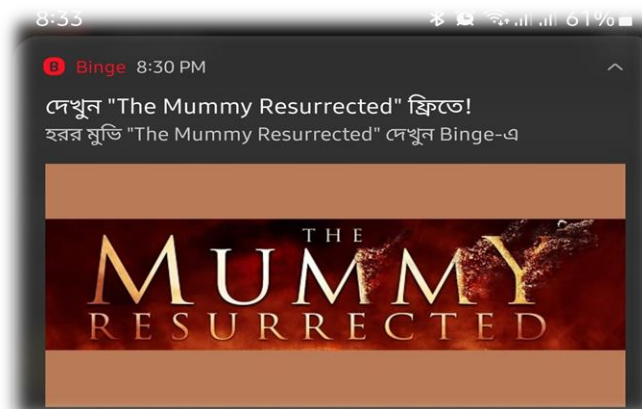 8:33 61%
B Binge 8:30 PM
দেখুন "The Mummy Resurrected" ফ্রিতে!
হরর মুভি "The Mummy Resurrected" দেখুন Binge-এ
THE
MUMMY
RESURRECTED